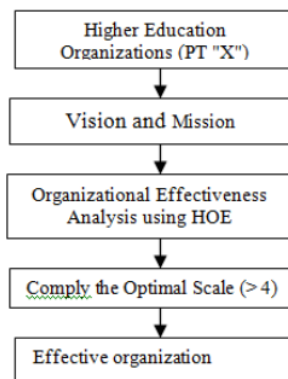 Higher Education
Organizations (PT "X")
Vision and Mission
Organizational Effectiveness
Analysis using HOE
Comply the Optimal Scale (> 4)
Effective organization